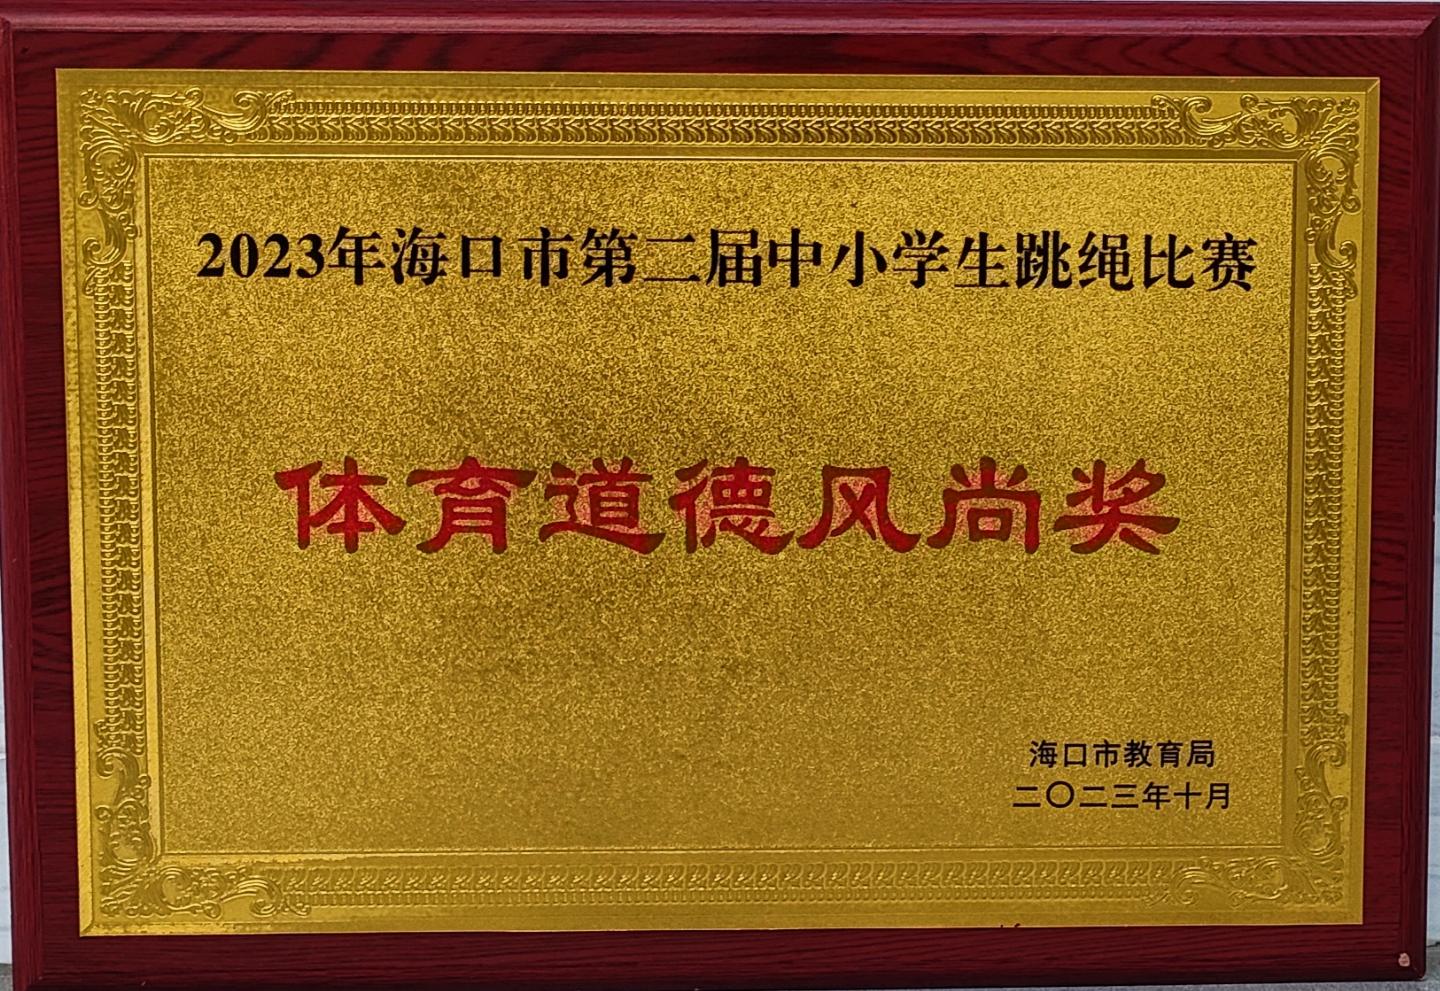 2023年海口市第二届中小学生跳绳比赛
体育道德风尚奖
海口市教育局
二〇二三年十月